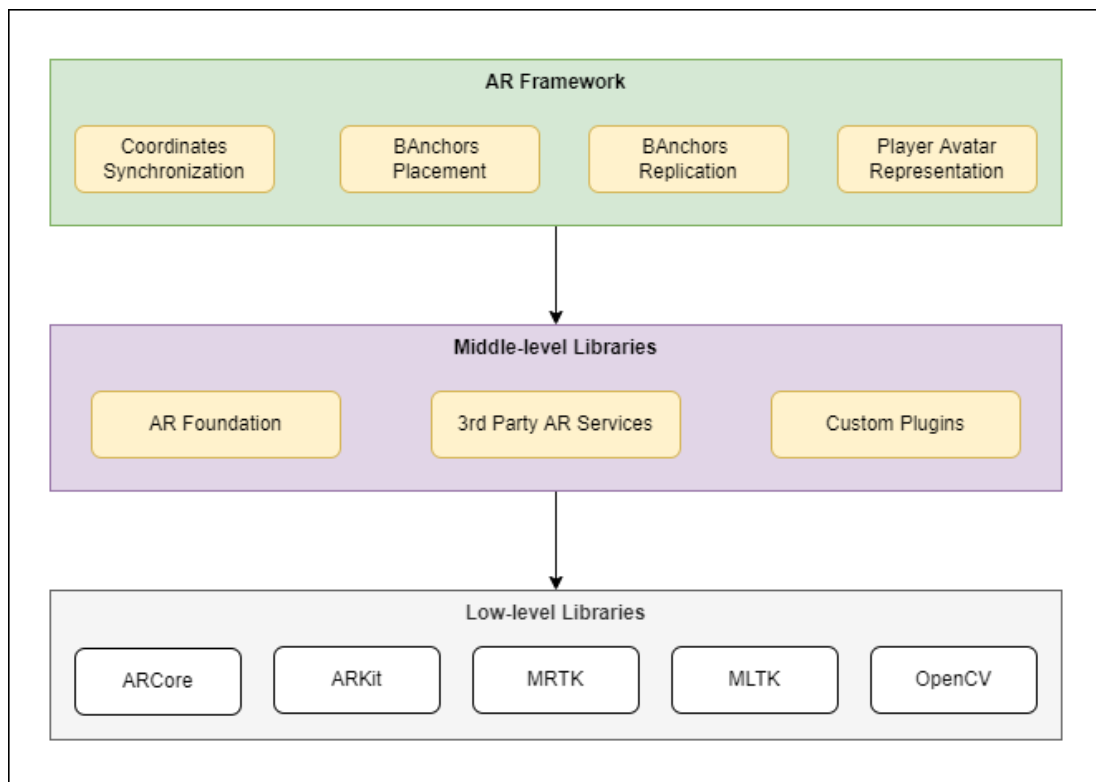 AR Framework
Coordinates
Synchronization
BAnchors
Placement
BAnchors
Replication
Player Avatar
Representation
Middle-level Libraries
AR Foundation
3rd Party AR Services
Custom Plugins
Low-level Libraries
ARCore
ARKit
MRTK
MLTK
OpenCV